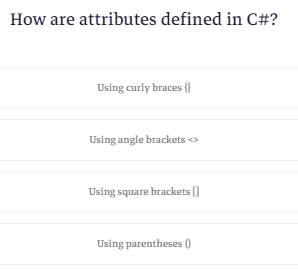 How are attributes defined in C#?
Using curly braces {}
Using angle brackets <>
Using square brackets []
Using parentheses ()